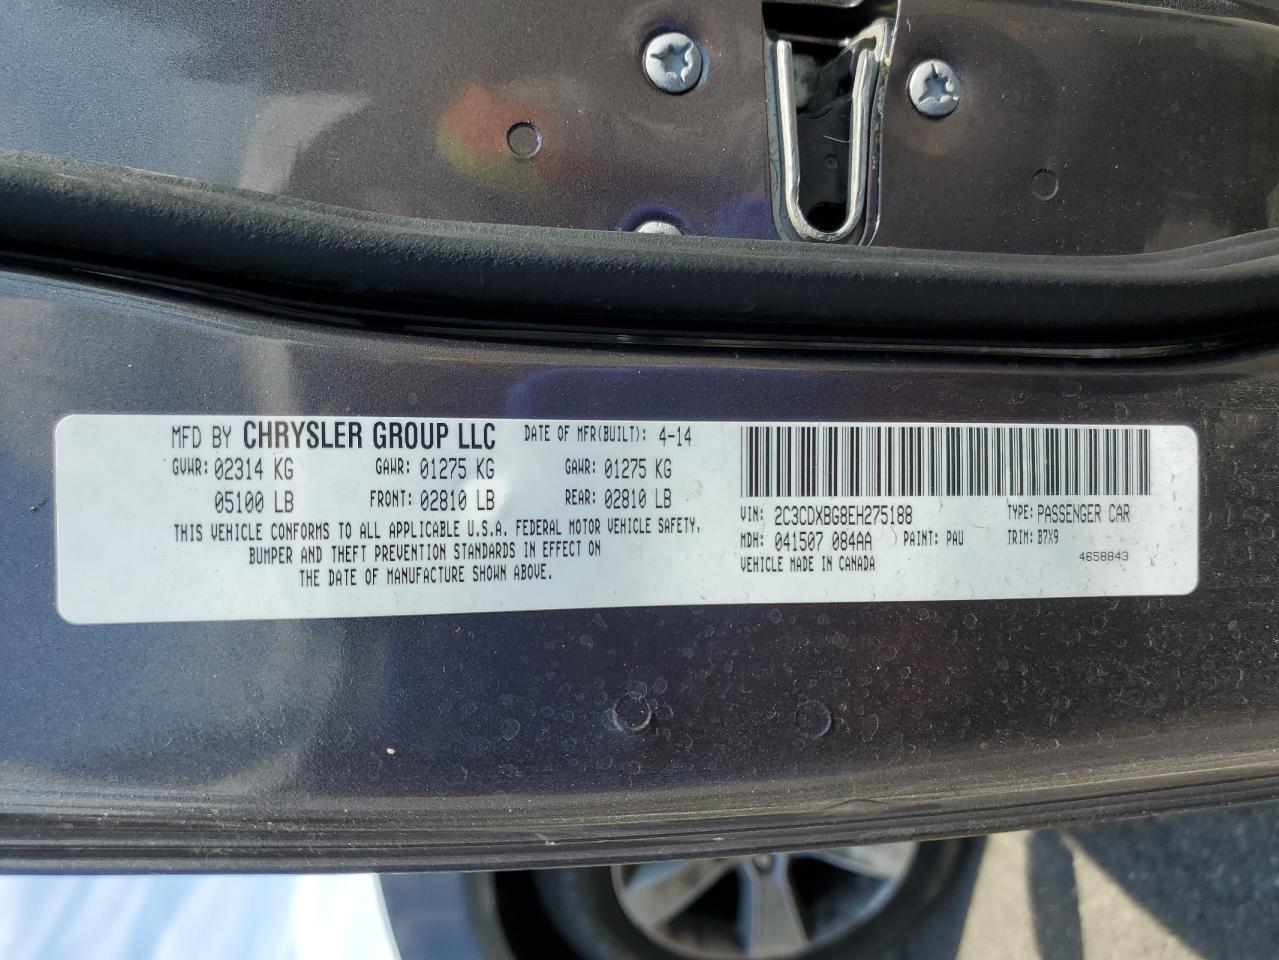 MFD BY CHRYSLER GROUP LLC DATE OF MFR(BUILT): 4-14
GVWR: 02314 KG GAWR: 01275 KG GAWR: 01275 KG
05100 LB FRONT: 02810 LB REAR: 02810 LB
THIS VEHICLE CONFORMS TO ALL APPLICABLE U.S.A. FEDERAL MOTOR VEHICLE SAFETY,
BUMPER AND THEFT PREVENTION STANDARDS IN EFFECT ON
THE DATE OF MANUFACTURE SHOWN ABOVE.
VIN: 2C3CDXBG8EH275188 TYPE: PASSENGER CAR
MDH: 041507 084AA PAINT: PAU TRIM: B7X9
VEHICLE MADE IN CANADA 4658843